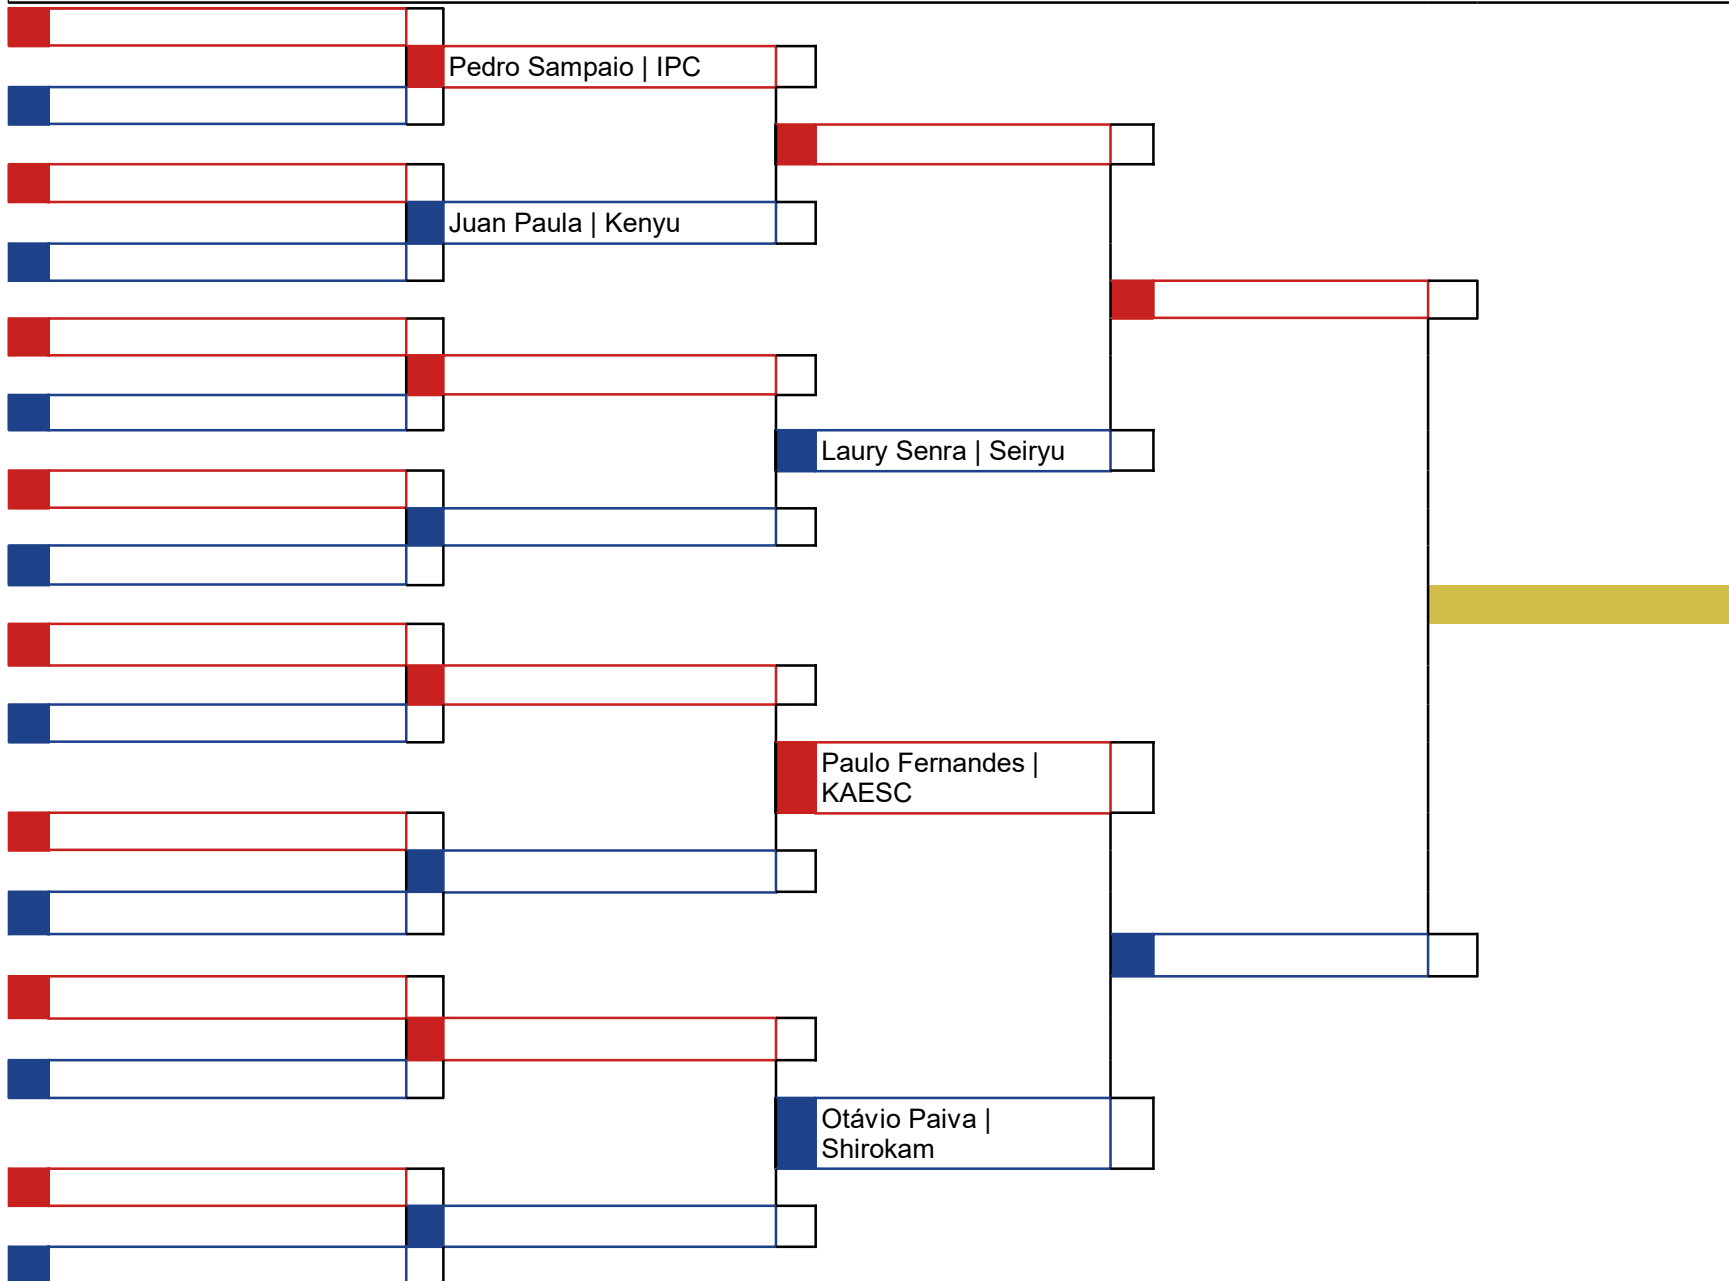 Pedro Sampaio | IPC
Juan Paula | Kenyu
Laury Senra | Seiryu
Paulo Fernandes |
KAESC
Otávio Paiva |
Shirokam